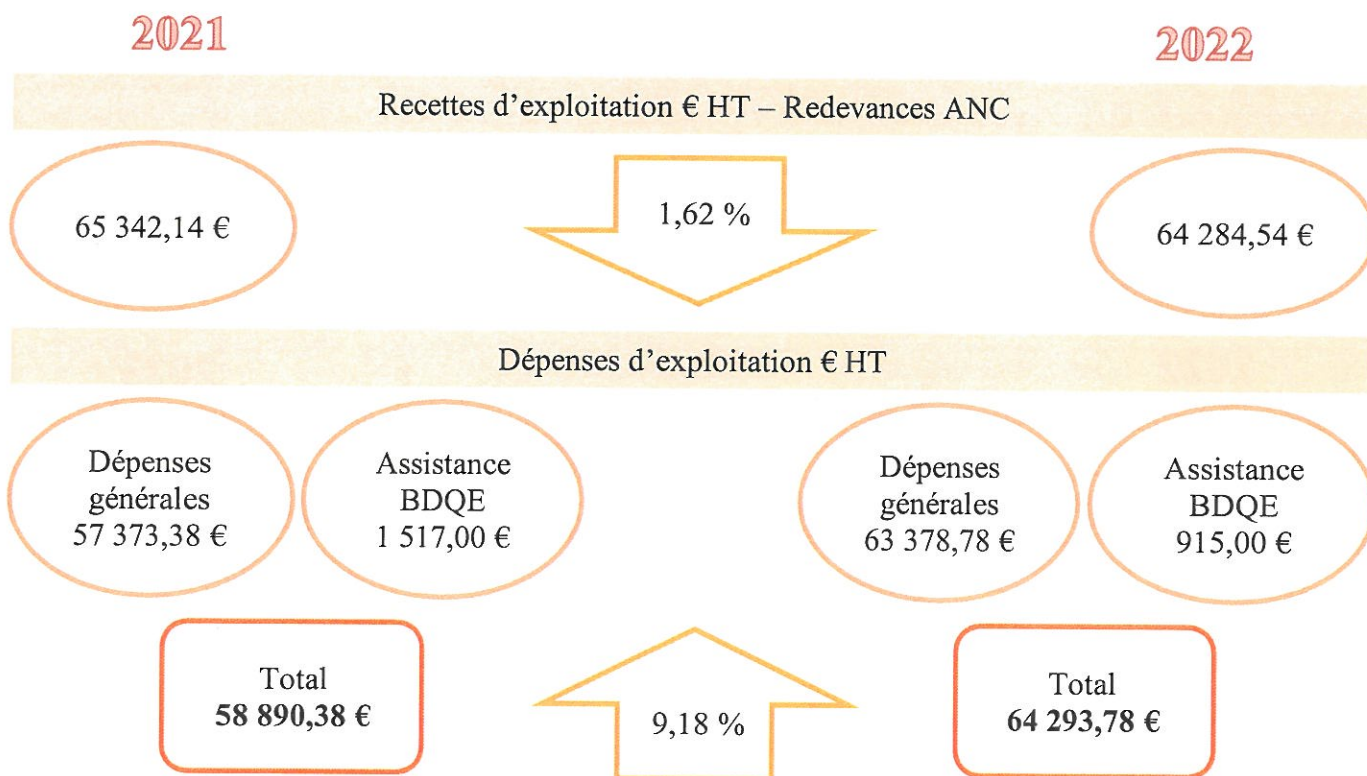 2021
2022
Recettes d'exploitation € HT – Redevances ANC
65 342,14 €
1,62 %
64 284,54 €
Dépenses d'exploitation € HT
Dépenses
générales
57 373,38 €
Assistance
BDQE
1 517,00 €
Dépenses
générales
63 378,78 €
Assistance
BDQE
915,00 €
Total
58 890,38 €
9,18 %
Total
64 293,78 €